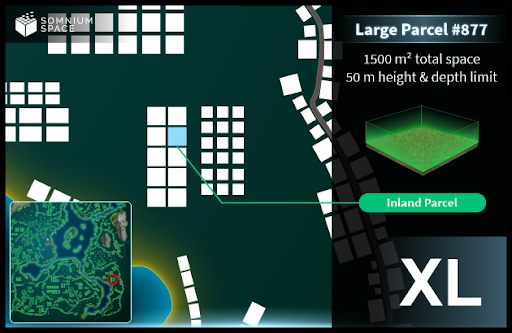 SOMNIUM
SPACE
Large Parcel #877
1500 m² total space
50 m height & depth limit
Inland Parcel
XL